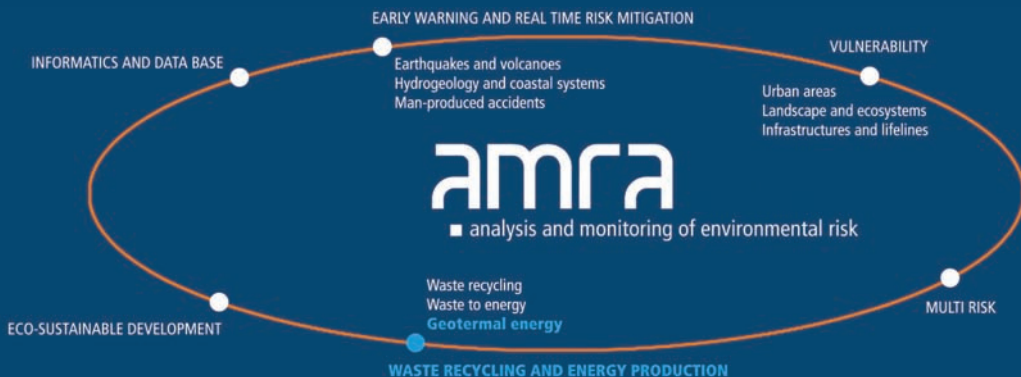 EARLY WARNING AND REAL TIME RISK MITIGATION
Earthquakes and volcanoes
Hydrogeology and coastal systems
Man-produced accidents
INFORMATICS AND DATA BASE
VULNERABILITY
Urban areas
Landscape and ecosystems
Infrastructures and lifelines
amra
analysis and monitoring of environmental risk
Waste recycling
Waste to energy
Geotermal energy
MULTI RISK
ECO-SUSTAINABLE DEVELOPMENT
WASTE RECYCLING AND ENERGY PRODUCTION